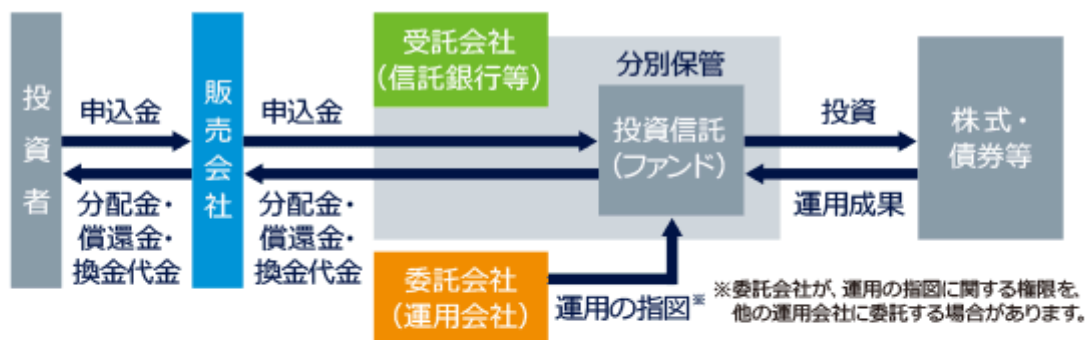 投資者
申込金
分配金・
償還金・
換金代金
販売会社
申込金
分配金・
償還金・
換金代金
受託会社
(信託銀行等)
分別保管
投資信託
(ファンド)
委託会社
(運用会社)
運用の指図※
投資
運用成果
株式・
債券等
※委託会社が、運用の指図に関する権限を、
他の運用会社に委託する場合があります。